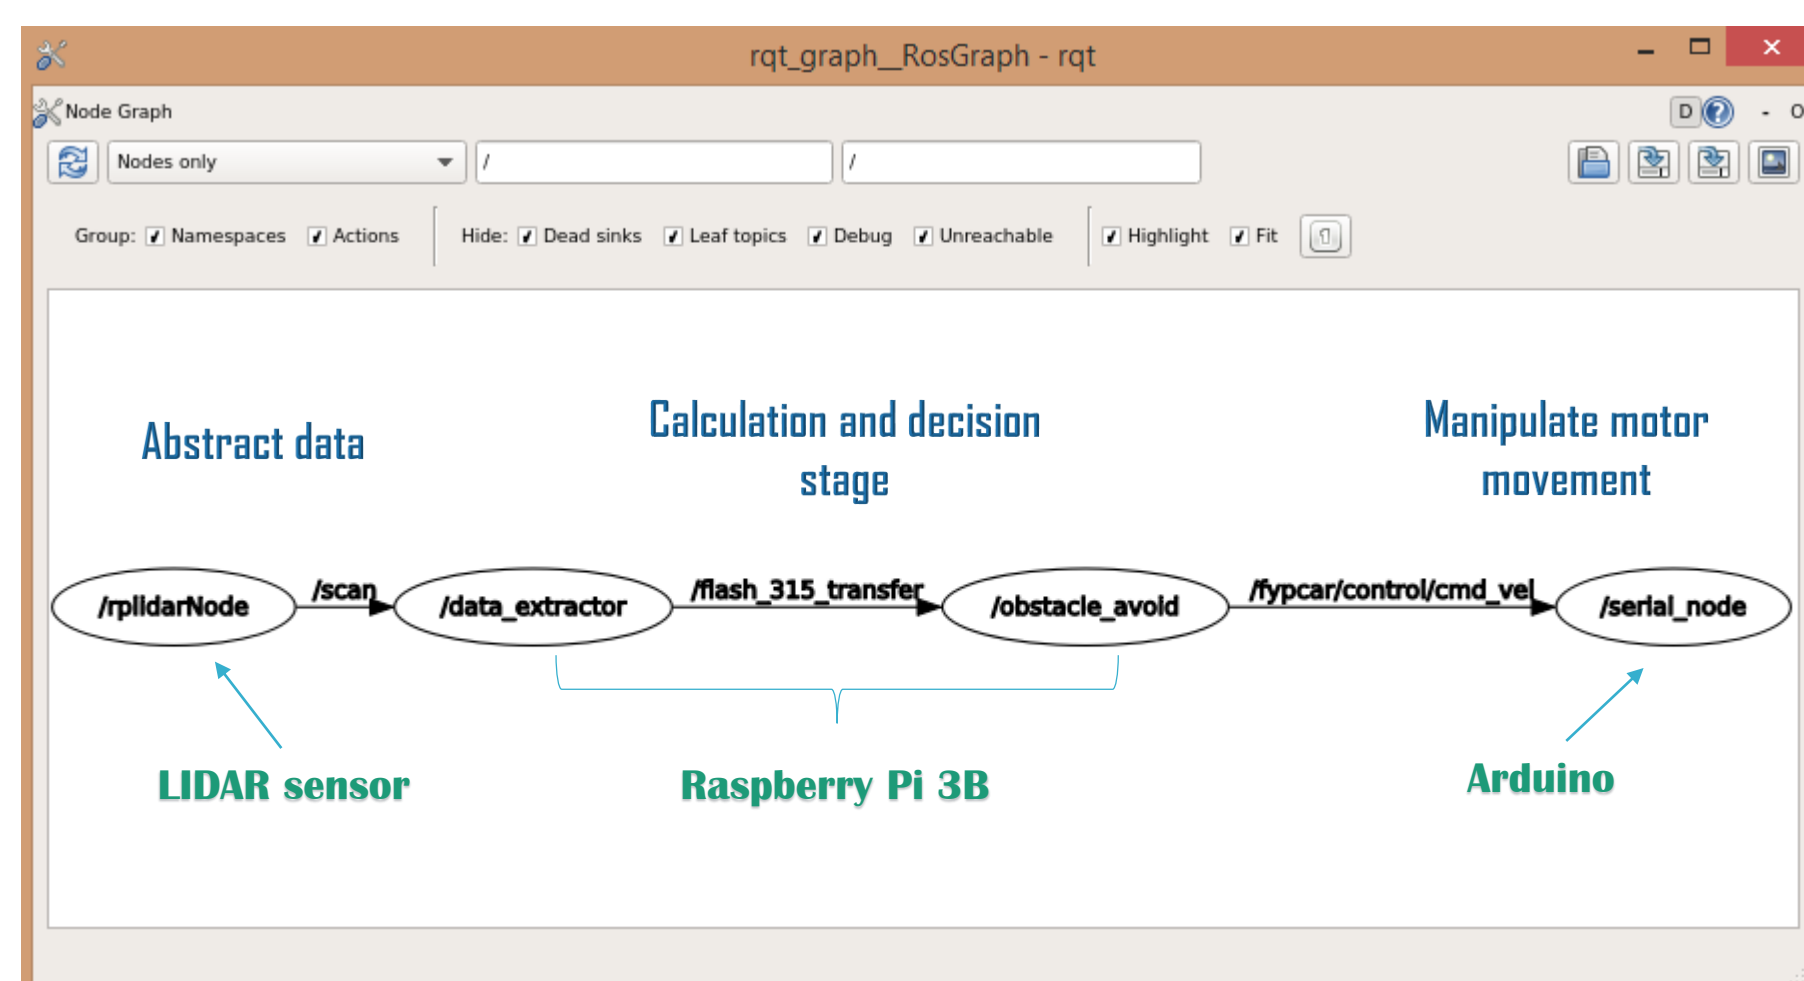 rqt_graph__RosGraph - rqt
Node Graph
D
- O
Nodes only
/
/
Group: Namespaces Actions
Hide: Dead sinks Leaf topics Debug Unreachable
Highlight Fit
Abstract data
Calculation and decision
stage
Manipulate motor
movement
/rplidarNode
/scan
/data_extractor
/flash_315_transfer
/obstacle_avoid
/fypcar/control/cmd_vel
/serial_node
LIDAR sensor
Raspberry Pi 3B
Arduino